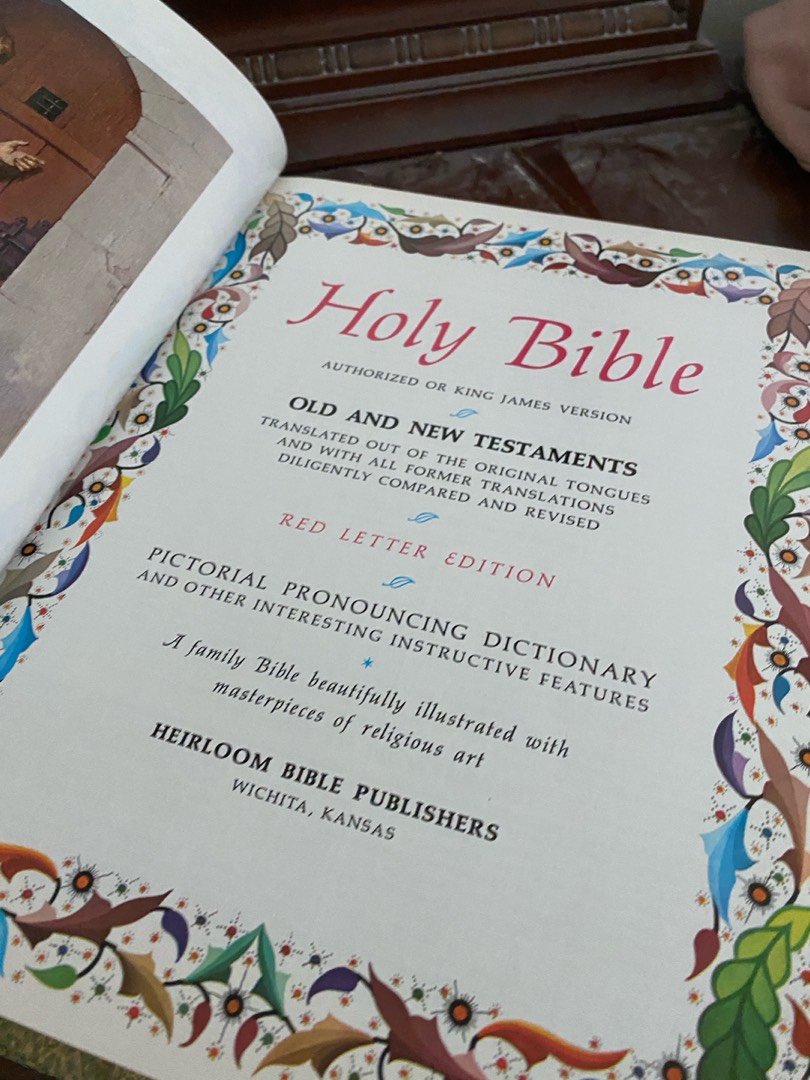 Holy Bible
AUTHORIZED OR KING JAMES VERSION
OLD AND NEW TESTAMENTS
TRANSLATED OUT OF THE ORIGINAL TONGUES
AND WITH ALL FORMER TRANSLATIONS
DILIGENTLY COMPARED AND REVISED
RED LETTER EDITION
PICTORIAL PRONOUNCING DICTIONARY
AND OTHER INTERESTING INSTRUCTIVE FEATURES
A family Bible beautifully illustrated with
masterpieces of religious art
HEIRLOOM BIBLE PUBLISHERS
WICHITA, KANSAS